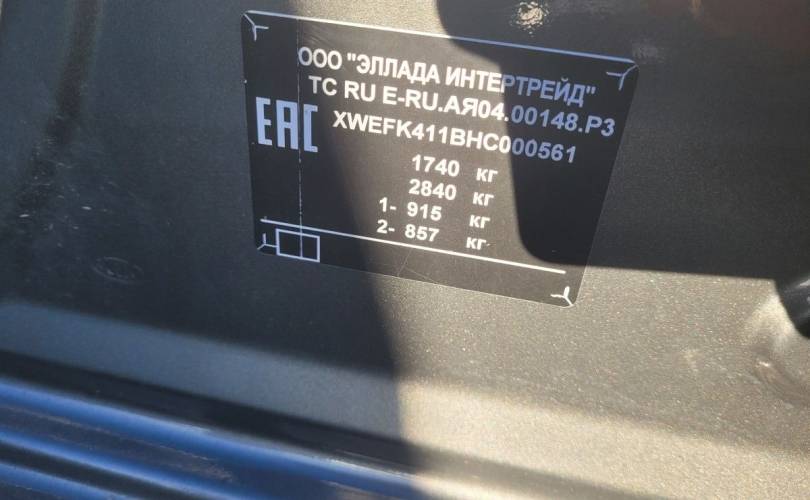 ООО "ЭЛЛАДА ИНТЕРТРЕЙД"
ТС RU E-RU.АЯ04.00148.Р3
EAC
XWEFK411BHC000561
1740 кг
2840 кг
1- 915 кг
2- 857 кг